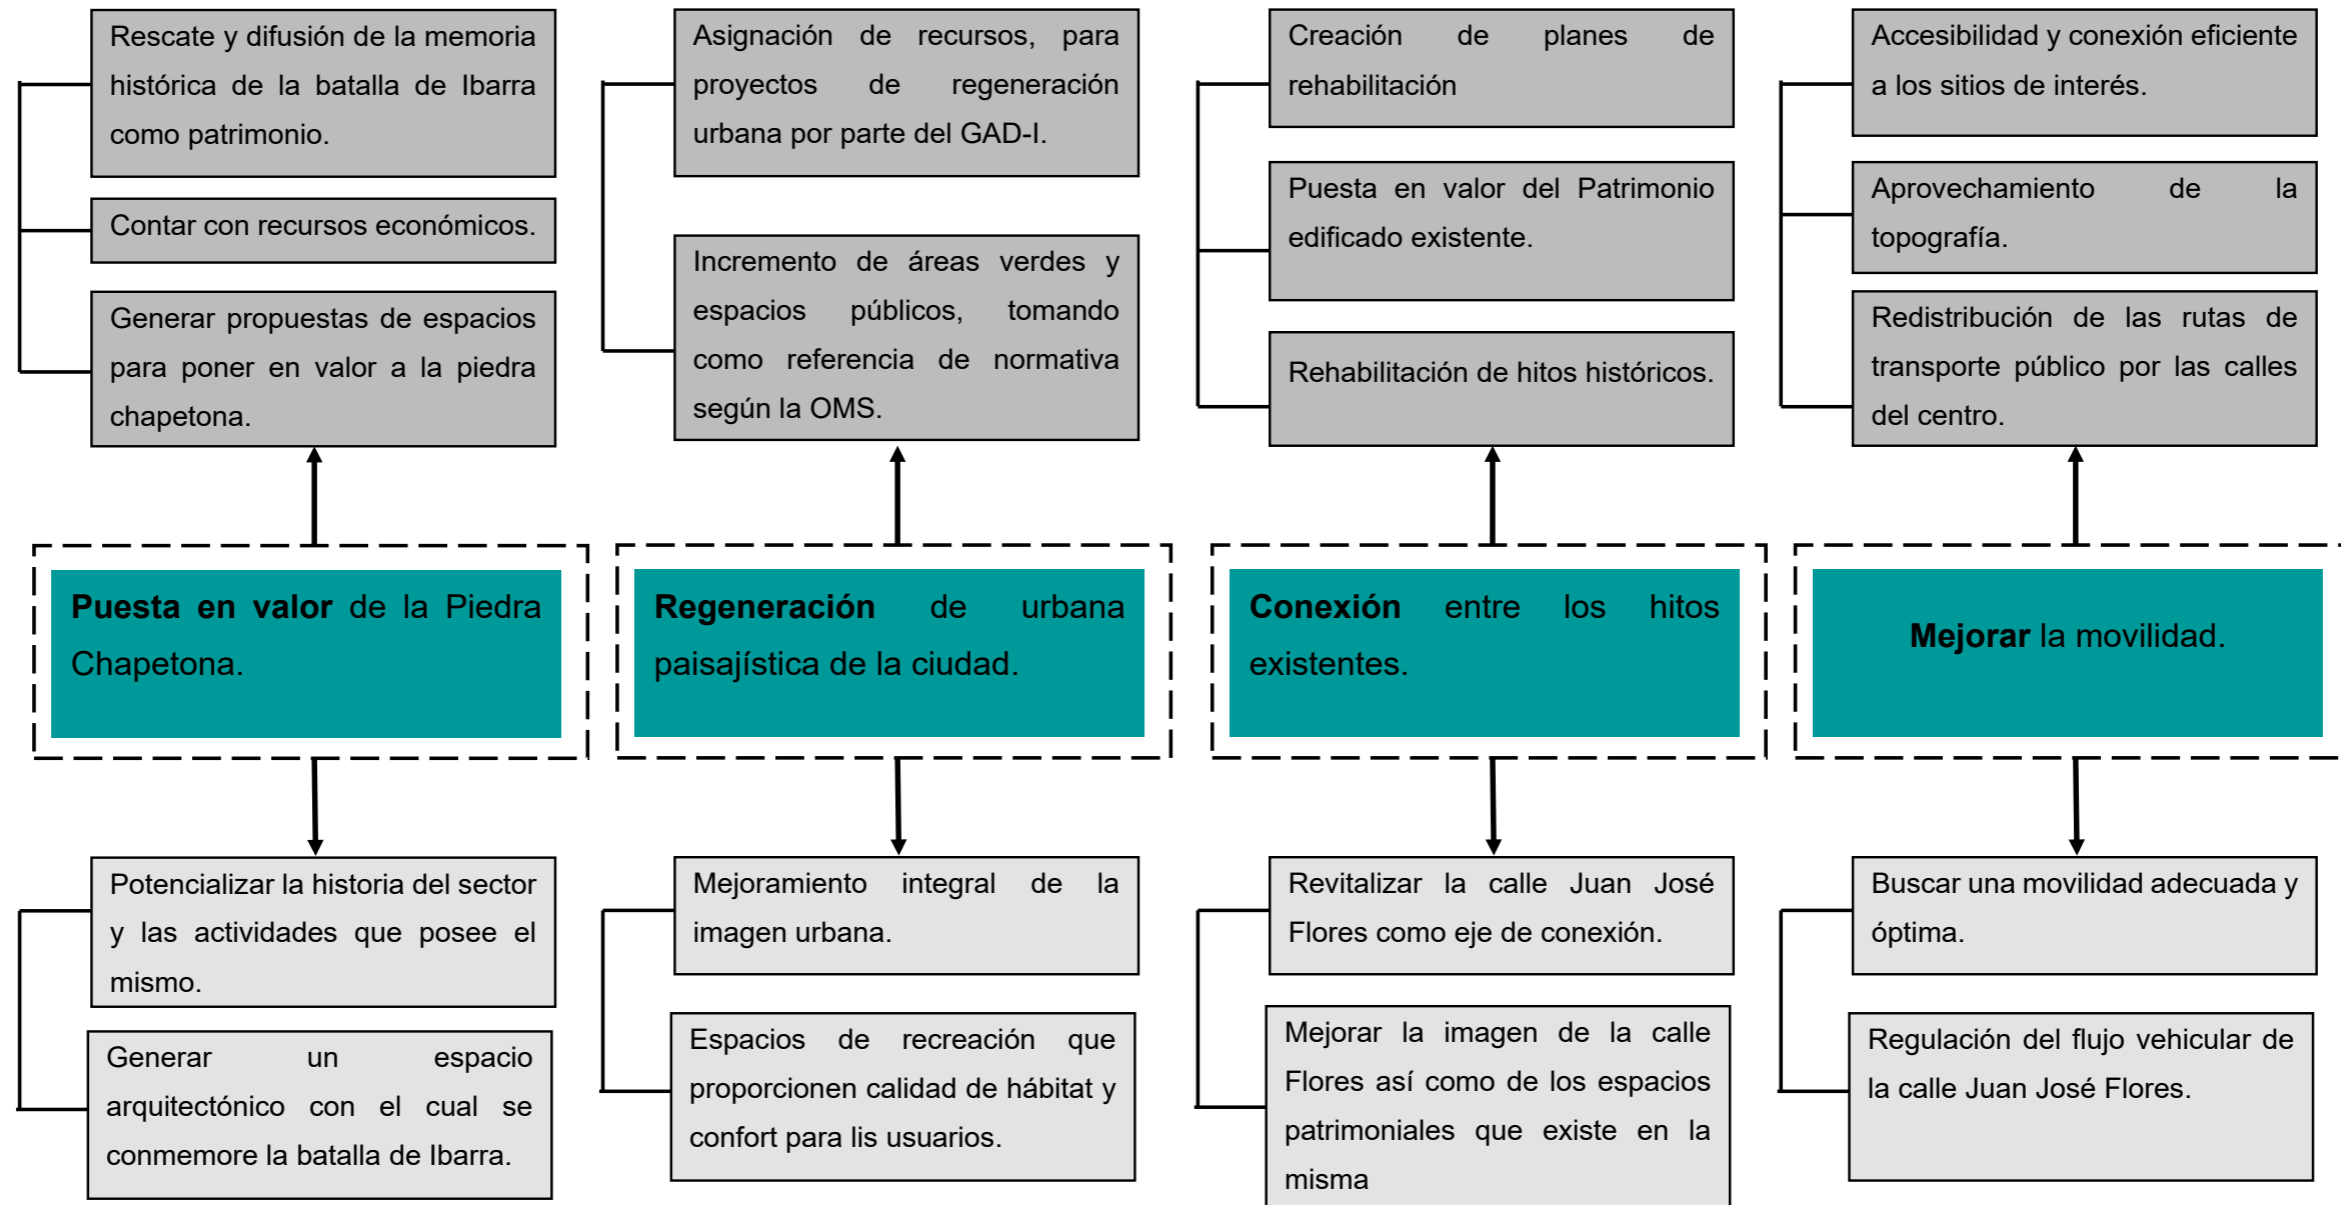 Rescate y difusión de la memoria
histórica de la batalla de Ibarra
como patrimonio.
Contar con recursos económicos.
Generar propuestas de espacios
para poner en valor a la piedra
chapetona.
Asignación de recursos, para
proyectos de regeneración
urbana por parte del GAD-I.
Incremento de áreas verdes y
espacios públicos, tomando
como referencia de normativa
según la OMS.
Creación de planes de
rehabilitación
Puesta en valor del Patrimonio
edificado existente.
Rehabilitación de hitos históricos.
Accesibilidad y conexión eficiente
a los sitios de interés.
Aprovechamiento de la
topografía.
Redistribución de las rutas de
transporte público por las calles
del centro.
Puesta en valor de la Piedra
Chapetona.
Regeneración de urbana
paisajística de la ciudad.
Conexión entre los hitos
existentes.
Mejorar la movilidad.
Potencializar la historia del sector
y las actividades que posee el
mismo.
Generar un espacio
arquitectónico con el cual se
conmemore la batalla de Ibarra.
Mejoramiento integral de la
imagen urbana.
Espacios de recreación que
proporcionen calidad de hábitat y
confort para lis usuarios.
Revitalizar la calle Juan José
Flores como eje de conexión.
Mejorar la imagen de la calle
Flores así como de los espacios
patrimoniales que existe en la
misma
Buscar una movilidad adecuada y
óptima.
Regulación del flujo vehicular de
la calle Juan José Flores.